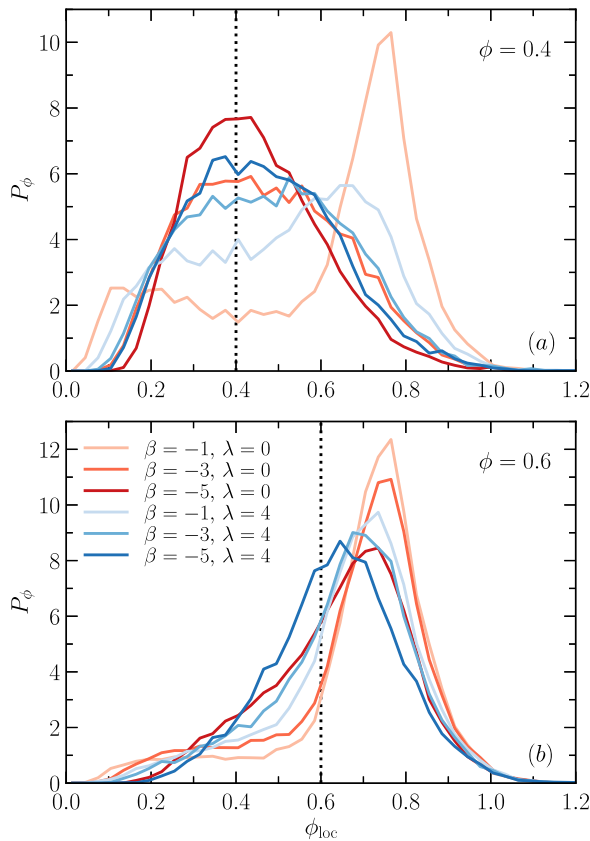 10
8
6
4
2
0
P_ϕ
ϕ = 0.4
(a)
0.0 0.2 0.4 0.6 0.8 1.0 1.2
12
10
8
6
4
2
0
P_ϕ
β = −1, λ = 0
β = −3, λ = 0
β = −5, λ = 0
β = −1, λ = 4
β = −3, λ = 4
β = −5, λ = 4
ϕ = 0.6
(b)
0.0 0.2 0.4 0.6 0.8 1.0 1.2
ϕ_loc